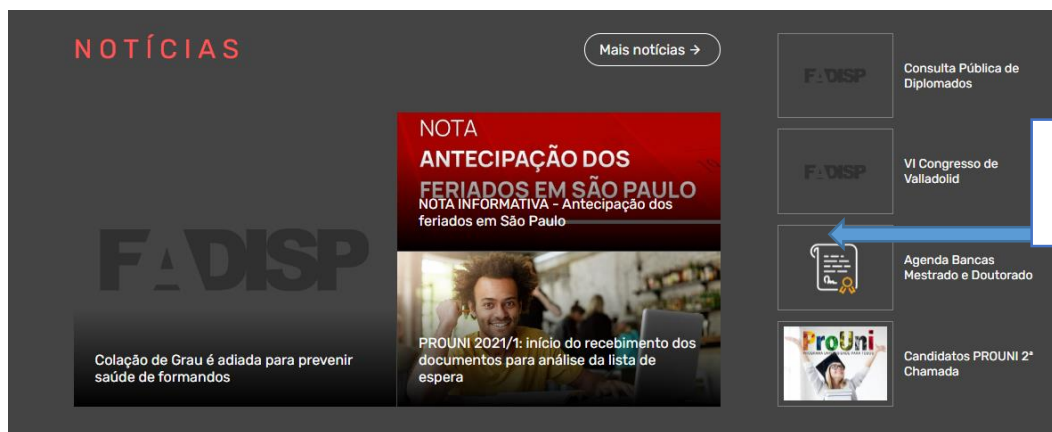 NOTÍCIAS
Mais notícias →
FADISP
Colação de Grau é adiada para prevenir
saúde de formandos
NOTA
ANTECIPAÇÃO DOS
FERIADOS EM SÃO PAULO
NOTA INFORMATIVA - Antecipação dos
feriados em São Paulo
PROUNI 2021/1: início do recebimento dos
documentos para análise da lista de
espera
FADISP
Consulta Pública de
Diplomados
FADISP
VI Congresso de
Valladolid
Agenda Bancas
Mestrado e Doutorado
ProUni
Candidatos PROUNI 2ª
Chamada